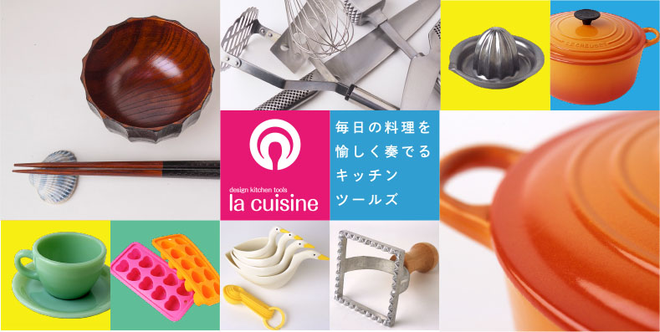 毎日の料理を
愉しく奏でる
キッチン
ツールズ
design kitchen tools
la cuisine